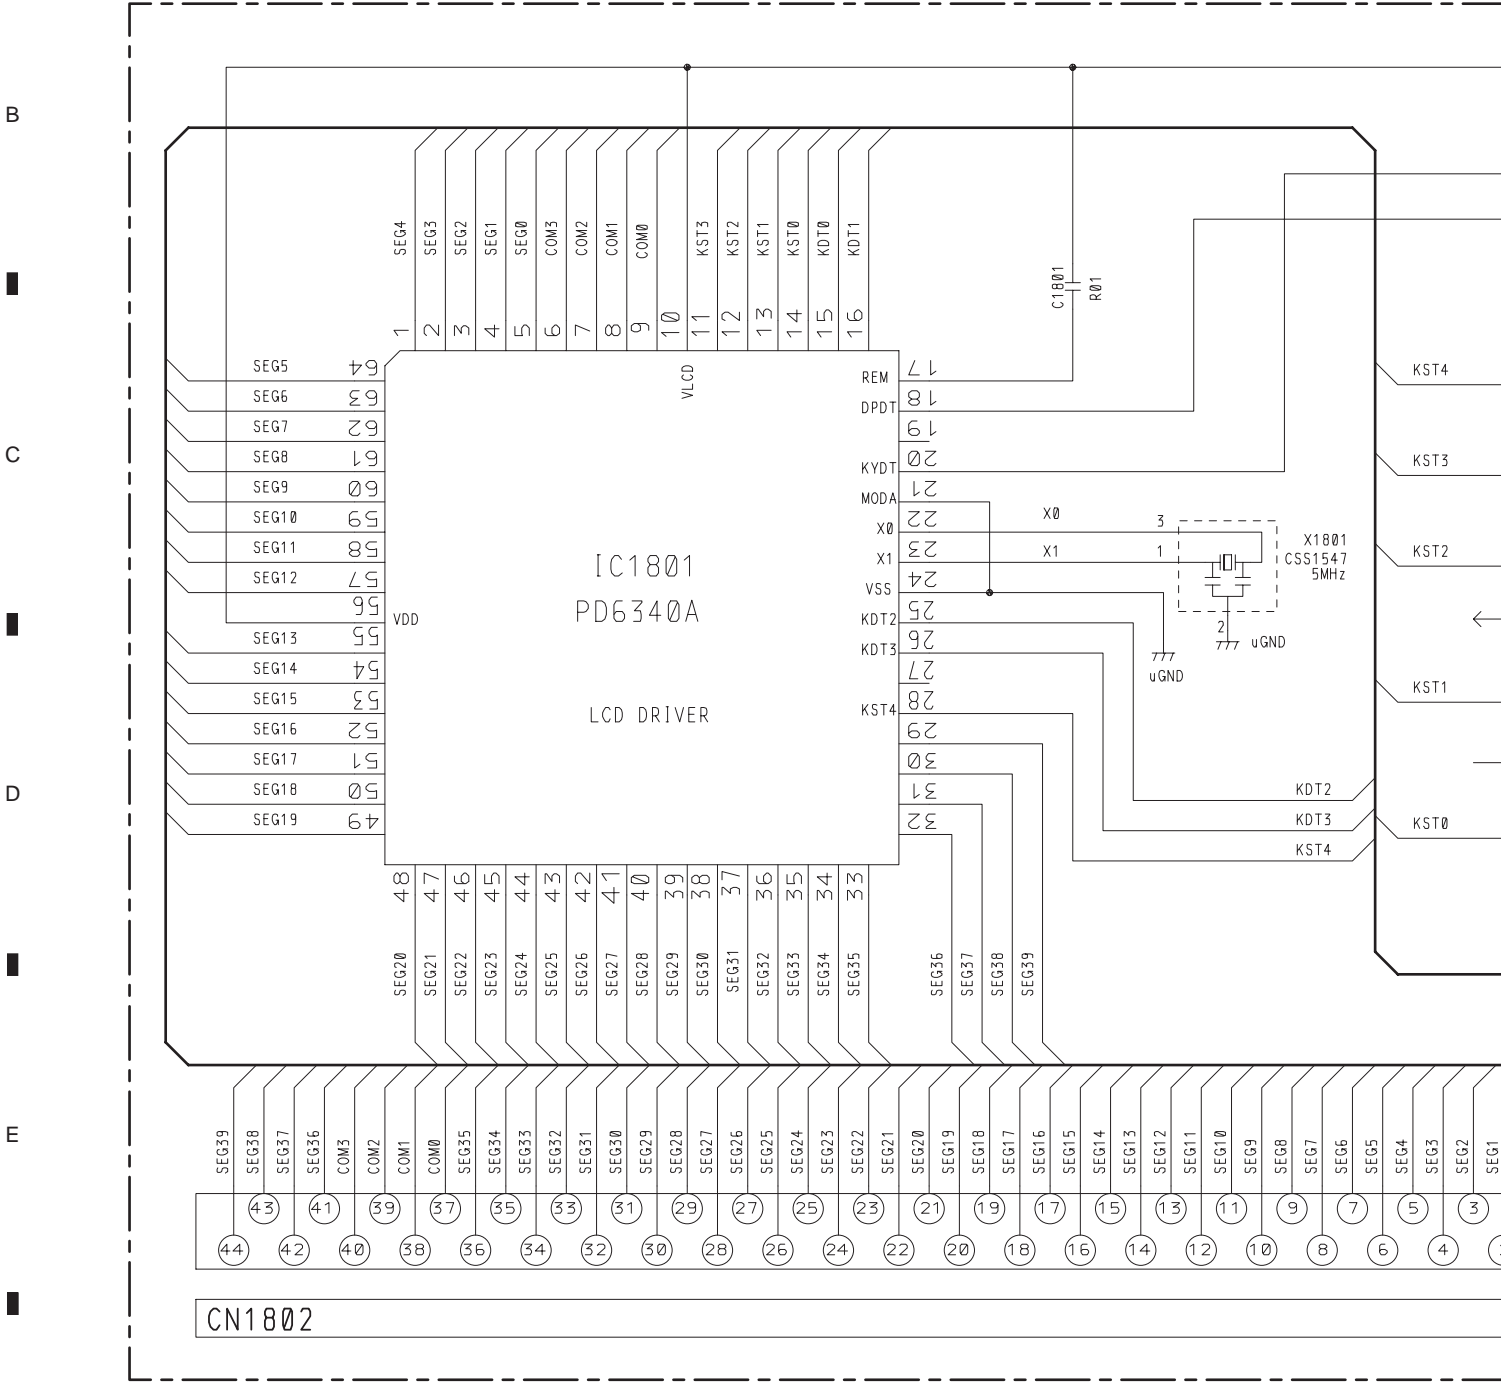 B
SEG4 SEG3 SEG2 SEG1 SEG0 COM3 COM2 COM1 COM0 KST3 KST2 KST1 KST0 KDT0 KDT1
C1801 R01
1 2 3 4 5 6 7 8 9 10 11 12 13 14 15 16
VLCD
SEG5 64
SEG6 63
SEG7 62
SEG8 61
SEG9 60
SEG10 59
SEG11 58
SEG12 57
56 VDD
SEG13 55
SEG14 54
SEG15 53
SEG16 52
SEG17 51
SEG18 50
SEG19 49
C
IC1801
PD6340A
LCD DRIVER
REM 17
DPDT 18
19
KYDT 20
MODA 21
X0 22 X0 3
X1 23 X1 1
VSS 24
KDT2 25
KDT3 26
27
KST4 28
29
30
31
32
X1801
CSS1547
5MHz
2
uGND
uGND
KST4
KST3
KST2
KST1
KST0
D
KDT2
KDT3
KST4
48 47 46 45 44 43 42 41 40 39 38 37 36 35 34 33
SEG20 SEG21 SEG22 SEG23 SEG24 SEG25 SEG26 SEG27 SEG28 SEG29 SEG30 SEG31 SEG32 SEG33 SEG34 SEG35 SEG36 SEG37 SEG38 SEG39
E
SEG39 SEG38 SEG37 SEG36 COM3 COM2 COM1 COM0 SEG35 SEG34 SEG33 SEG32 SEG31 SEG30 SEG29 SEG28 SEG27 SEG26 SEG25 SEG24 SEG23 SEG22 SEG21 SEG20 SEG19 SEG18 SEG17 SEG16 SEG15 SEG14 SEG13 SEG12 SEG11 SEG10 SEG9 SEG8 SEG7 SEG6 SEG5 SEG4 SEG3 SEG2 SEG1
43 41 39 37 35 33 31 29 27 25 23 21 19 17 15 13 11 9 7 5 3
44 42 40 38 36 34 32 30 28 26 24 22 20 18 16 14 12 10 8 6 4
CN1802